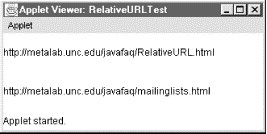 Applet Viewer: RelativeURLTest
Applet
http://metalab.unc.edu/javafaq/RelativeURL.html
http://metalab.unc.edu/javafaq/mailinglists.html
Applet started.